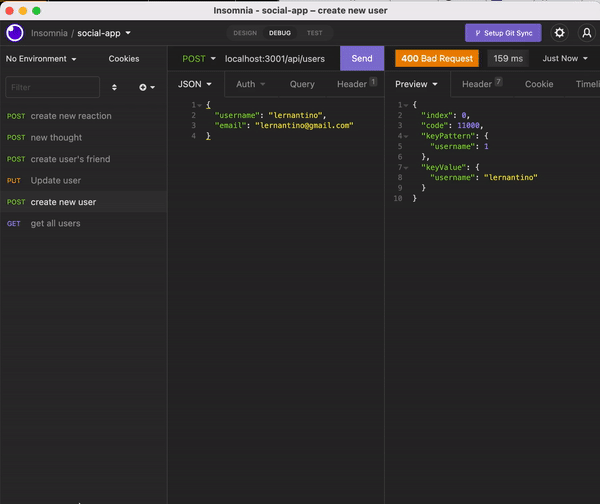 Insomnia - social-app – create new user
Insomnia / social-app
DESIGN DEBUG TEST
Setup Git Sync
No Environment Cookies
POST localhost:3001/api/users Send
400 Bad Request 159 ms Just Now
Filter
JSON Auth Query Header 1
Preview Header 7 Cookie Timeli
POST create new reaction
POST new thought
POST create user's friend
PUT Update user
POST create new user
GET get all users
1 {
2 "username": "lernantino",
3 "email": "lernantino@gmail.com"
4 }
1 {
2 "index": 0,
3 "code": 11000,
4 "keyPattern": {
5 "username": 1
6 },
7 "keyValue": {
8 "username": "lernantino"
9 }
10 }